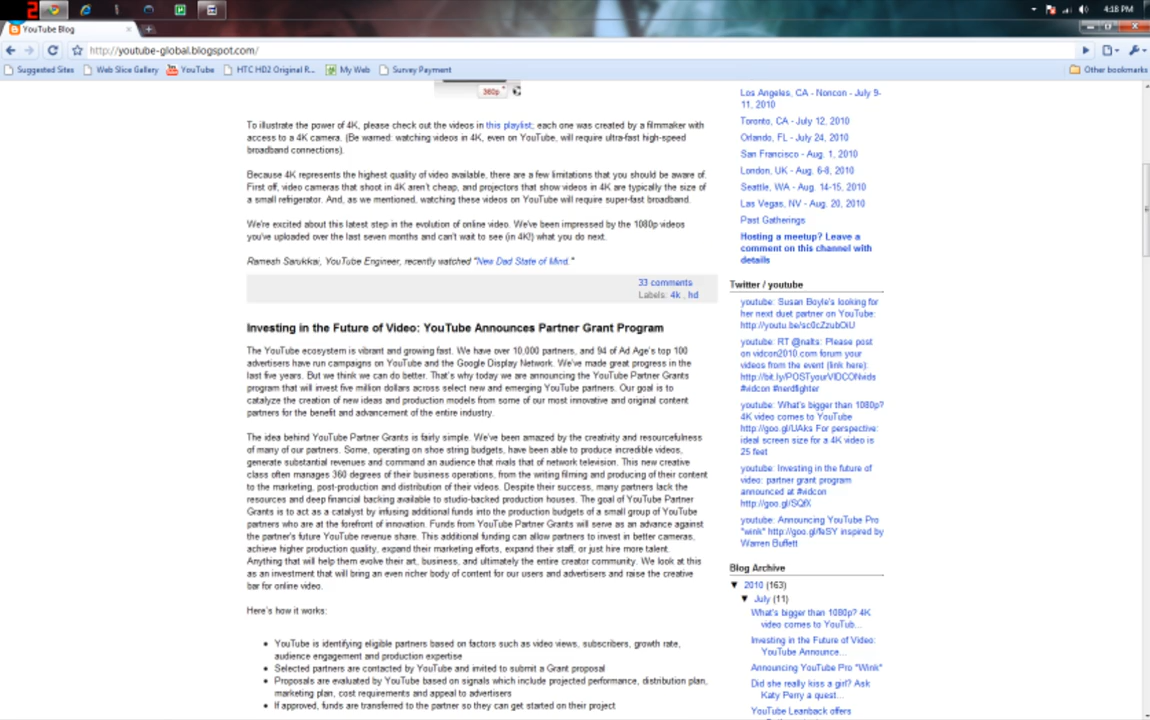 4:18 PM
YouTube Blog
http://youtube-global.blogspot.com/
Suggested Sites
Web Slice Gallery
YouTube
HTC HD2 Original R...
My Web
Survey Payment
Other bookmarks
360p
To illustrate the power of 4K, please check out the videos in this playlist; each one was created by a filmmaker with
access to a 4K camera. (Be warned: watching videos in 4K, even on YouTube, will require ultra-fast high-speed
broadband connections).
Because 4K represents the highest quality of video available, there are a few limitations that you should be aware of.
First off, video cameras that shoot in 4K aren't cheap, and projectors that show videos in 4K are typically the size of
a small refrigerator. And, as we mentioned, watching these videos on YouTube will require super-fast broadband.
We're excited about this latest step in the evolution of online video. We've been impressed by the 1080p videos
you've uploaded over the last seven months and can't wait to see (in 4K!) what you do next.
Ramesh Sarukkai, YouTube Engineer, recently watched "New Dad State of Mind."
33 comments
Labels: 4k , hd
Investing in the Future of Video: YouTube Announces Partner Grant Program
The YouTube ecosystem is vibrant and growing fast. We have over 10,000 partners, and 94 of Ad Age's top 100
advertisers have run campaigns on YouTube and the Google Display Network. We've made great progress in the
last five years. But we think we can do better. That's why today we are announcing the YouTube Partner Grants
program that will invest five million dollars across select new and emerging YouTube partners. Our goal is to
catalyze the creation of new ideas and production models from some of our most innovative and original content
partners for the benefit and advancement of the entire industry.
The idea behind YouTube Partner Grants is fairly simple. We've been amazed by the creativity and resourcefulness
of many of our partners. Some, operating on shoe string budgets, have been able to produce incredible videos,
generate substantial revenues and command an audience that rivals that of network television. This new creative
class often manages 360 degrees of their business operations, from the writing filming and producing of their content
to the marketing, post-production and distribution of their videos. Despite their success, many partners lack the
resources and deep financial backing available to studio-backed production houses. The goal of YouTube Partner
Grants is to act as a catalyst by infusing additional funds into the production budgets of a small group of YouTube
partners who are at the forefront of innovation. Funds from YouTube Partner Grants will serve as an advance against
the partner's future YouTube revenue share. This additional funding can allow partners to invest in better cameras,
achieve higher production quality, expand their marketing efforts, expand their staff, or just hire more talent.
Anything that will help them evolve their art, business, and ultimately the entire creator community. We look at this
as an investment that will bring an even richer body of content for our users and advertisers and raise the creative
bar for online video.
Here's how it works:
YouTube is identifying eligible partners based on factors such as video views, subscribers, growth rate,
audience engagement and production expertise
Selected partners are contacted by YouTube and invited to submit a Grant proposal
Proposals are evaluated by YouTube based on signals which include projected performance, distribution plan,
marketing plan, cost requirements and appeal to advertisers
If approved, funds are transferred to the partner so they can get started on their project
Los Angeles, CA - Noncon - July 9-
11, 2010
Toronto, CA - July 12, 2010
Orlando, FL - July 24, 2010
San Francisco - Aug. 1, 2010
London, UK - Aug. 6-8, 2010
Seattle, WA - Aug. 14-15, 2010
Las Vegas, NV - Aug. 20, 2010
Past Gatherings
Hosting a meetup? Leave a
comment on this channel with
details
Twitter / youtube
youtube: Susan Boyle's looking for
her next duet partner on YouTube:
http://youtu.be/sc0cZzubOiU
youtube: RT @nalts: Please post
on vidcon2010.com forum your
videos from the event (link here):
http://bit.ly/POSTyourVIDCONvids
#vidcon #nerdfighter
youtube: What's bigger than 1080p?
4K video comes to YouTube
http://goo.gl/UAks For perspective:
ideal screen size for a 4K video is
25 feet
youtube: Investing in the future of
video: partner grant program
announced at #vidcon
http://goo.gl/SQfX
youtube: Announcing YouTube Pro
"wink" http://goo.gl/feSY inspired by
Warren Buffett
Blog Archive
▼ 2010 (163)
▼ July (11)
What's bigger than 1080p? 4K
video comes to YouTub...
Investing in the Future of Video:
YouTube Announce...
Announcing YouTube Pro *Wink*
Did she really kiss a girl? Ask
Katy Perry a quest...
YouTube Leanback offers